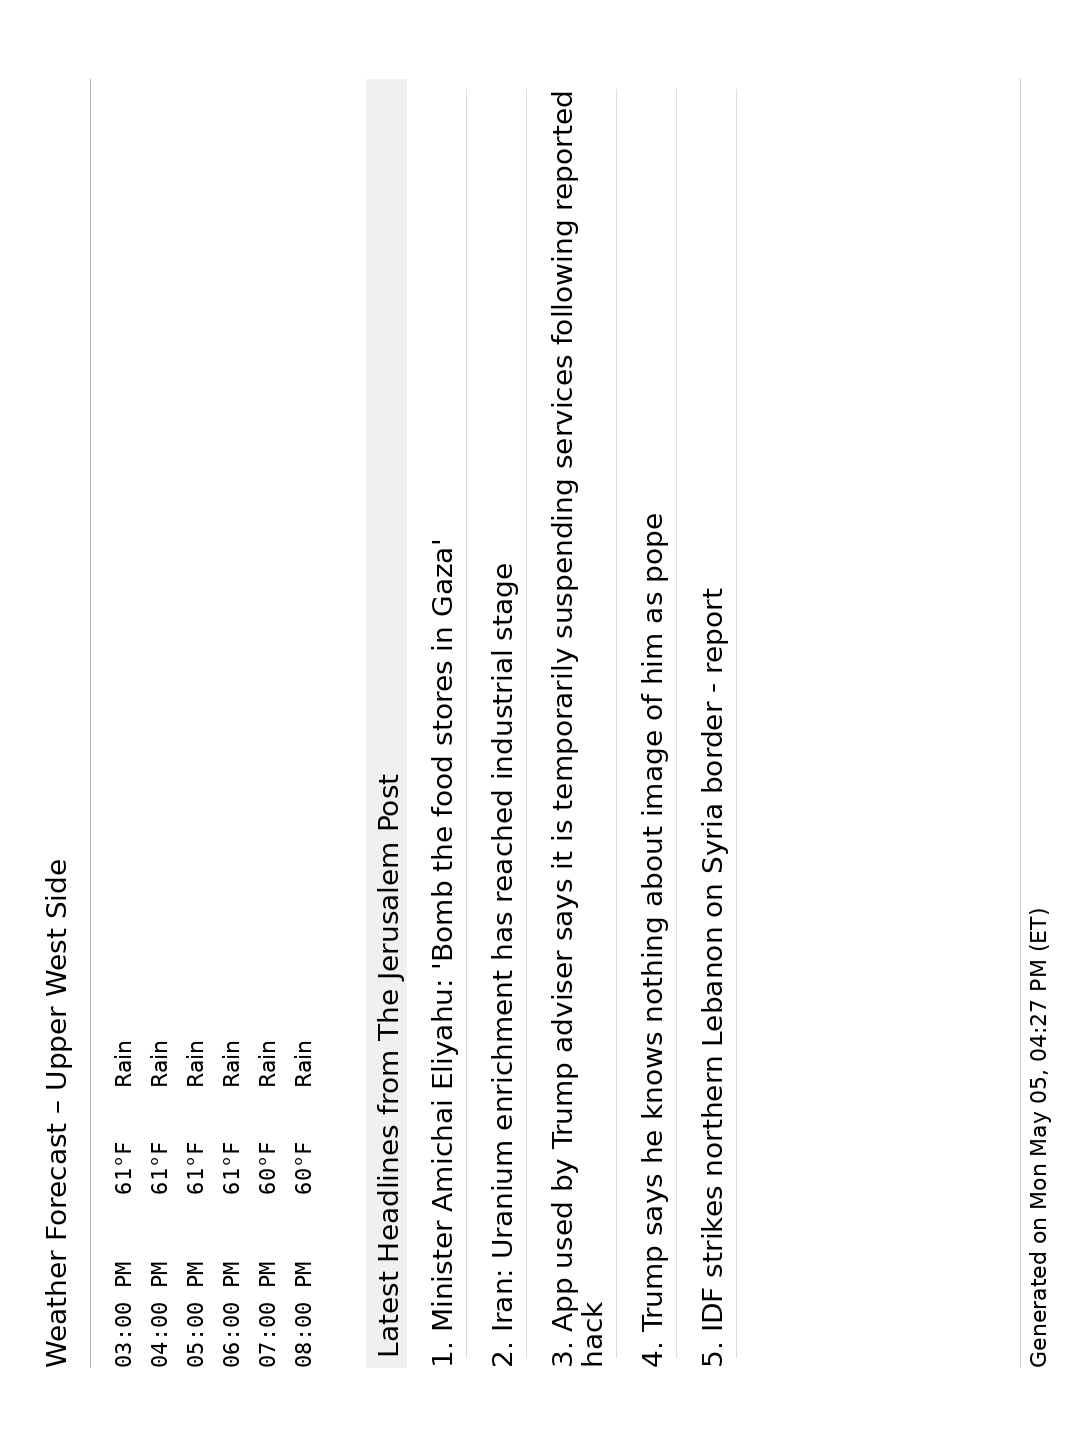 Weather Forecast – Upper West Side
03:00 PM 61°F Rain
04:00 PM 61°F Rain
05:00 PM 61°F Rain
06:00 PM 61°F Rain
07:00 PM 60°F Rain
08:00 PM 60°F Rain
Latest Headlines from The Jerusalem Post
1. Minister Amichai Eliyahu: 'Bomb the food stores in Gaza'
2. Iran: Uranium enrichment has reached industrial stage
3. App used by Trump adviser says it is temporarily suspending services following reported
hack
4. Trump says he knows nothing about image of him as pope
5. IDF strikes northern Lebanon on Syria border - report
Generated on Mon May 05, 04:27 PM (ET)